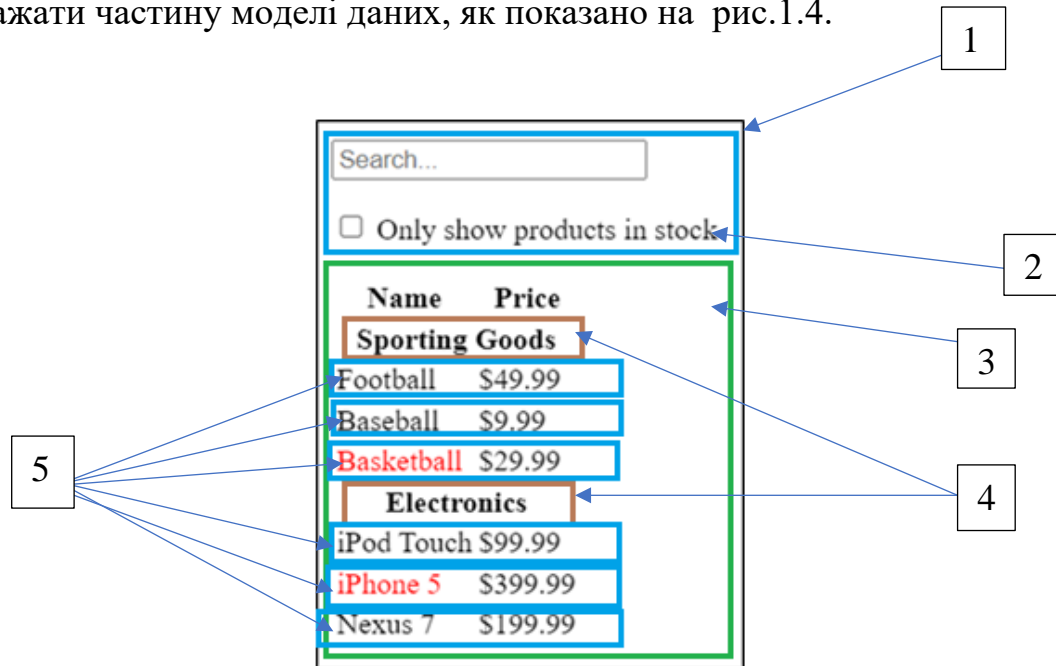 ажати частину моделі даних, як показано на рис.1.4.
1
Search...
Only show products in stock
2
Name Price
Sporting Goods
3
Football $49.99
Baseball $9.99
Basketball $29.99
5
4
Electronics
iPod Touch $99.99
iPhone 5 $399.99
Nexus 7 $199.99